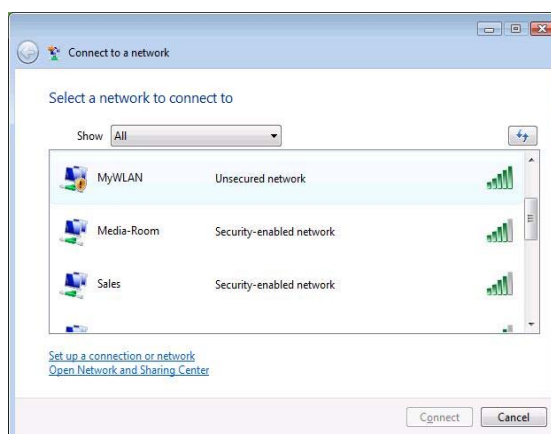 Connect to a network
Select a network to connect to
Show All
MyWLAN Unsecured network
Media-Room Security-enabled network
Sales Security-enabled network
Set up a connection or network
Open Network and Sharing Center
Connect Cancel